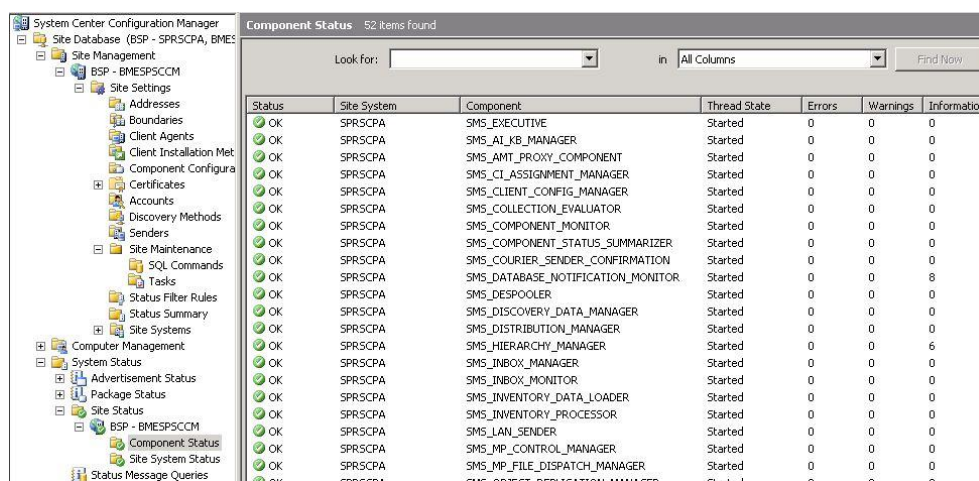 System Center Configuration Manager
Site Database (BSP - SPRSCPA, BMES
Site Management
BSP - BMESPSCCM
Site Settings
Addresses
Boundaries
Client Agents
Client Installation Met
Component Configura
Certificates
Accounts
Discovery Methods
Senders
Site Maintenance
SQL Commands
Tasks
Status Filter Rules
Status Summary
Site Systems
Computer Management
System Status
Advertisement Status
Package Status
Site Status
BSP - BMESPSCCM
Component Status
Site System Status
Status Message Queries
Component Status 52 items found
Look for: in All Columns Find Now
Status Site System Component Thread State Errors Warnings Informatio
OK SPRSCPA SMS_EXECUTIVE Started 0 0 0
OK SPRSCPA SMS_AI_KB_MANAGER Started 0 0 0
OK SPRSCPA SMS_AMT_PROXY_COMPONENT Started 0 0 0
OK SPRSCPA SMS_CI_ASSIGNMENT_MANAGER Started 0 0 0
OK SPRSCPA SMS_CLIENT_CONFIG_MANAGER Started 0 0 0
OK SPRSCPA SMS_COLLECTION_EVALUATOR Started 0 0 0
OK SPRSCPA SMS_COMPONENT_MONITOR Started 0 0 0
OK SPRSCPA SMS_COMPONENT_STATUS_SUMMARIZER Started 0 0 0
OK SPRSCPA SMS_COURIER_SENDER_CONFIRMATION Started 0 0 0
OK SPRSCPA SMS_DATABASE_NOTIFICATION_MONITOR Started 0 0 8
OK SPRSCPA SMS_DESPOOLER Started 0 0 0
OK SPRSCPA SMS_DISCOVERY_DATA_MANAGER Started 0 0 0
OK SPRSCPA SMS_DISTRIBUTION_MANAGER Started 0 0 0
OK SPRSCPA SMS_HIERARCHY_MANAGER Started 0 0 6
OK SPRSCPA SMS_INBOX_MANAGER Started 0 0 0
OK SPRSCPA SMS_INBOX_MONITOR Started 0 0 0
OK SPRSCPA SMS_INVENTORY_DATA_LOADER Started 0 0 0
OK SPRSCPA SMS_INVENTORY_PROCESSOR Started 0 0 0
OK SPRSCPA SMS_LAN_SENDER Started 0 0 0
OK SPRSCPA SMS_MP_CONTROL_MANAGER Started 0 0 0
OK SPRSCPA SMS_MP_FILE_DISPATCH_MANAGER Started 0 0 0